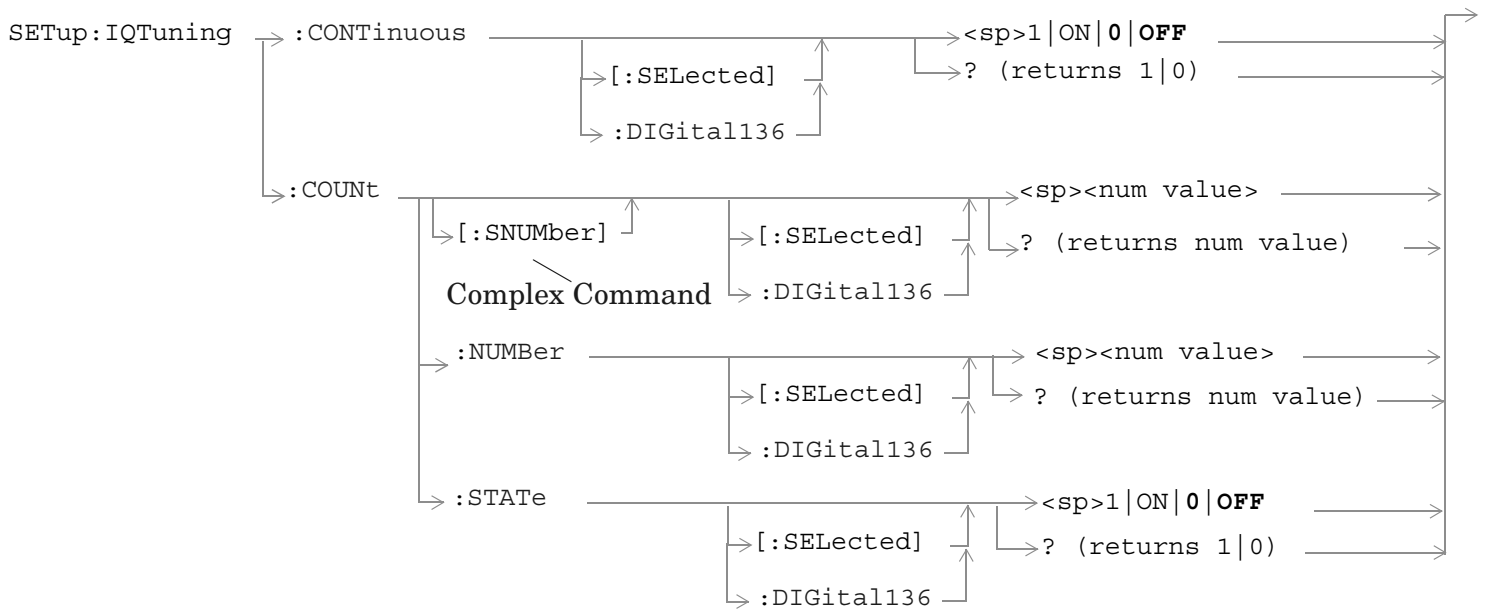 SETup:IQTuning :CONTinuous <sp>1|ON|0|OFF
[:SELected] ? (returns 1|0)
:DIGital136
:COUNt <sp><num value>
[:SNUMber] [:SELected] ? (returns num value)
Complex Command :DIGital136
:NUMBer <sp><num value>
[:SELected] ? (returns num value)
:DIGital136
:STATe <sp>1|ON|0|OFF
[:SELected] ? (returns 1|0)
:DIGital136